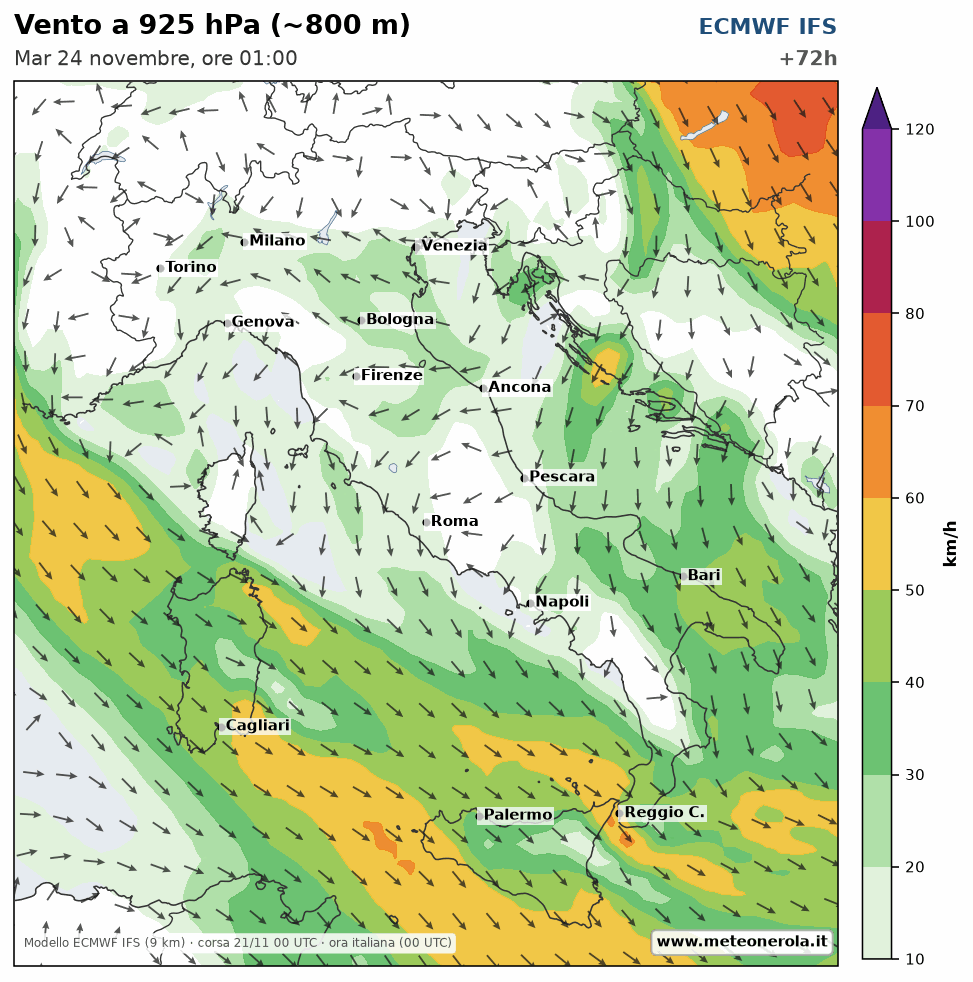 Vento a 925 hPa (~800 m)
ECMWF IFS
Mar 24 novembre, ore 01:00
+72h
120
100
80
70
60
50
40
30
20
10
km/h
Milano
Venezia
Torino
Genova
Bologna
Firenze
Ancona
Pescara
Roma
Bari
Napoli
Cagliari
Palermo
Reggio C.
Modello ECMWF IFS (9 km) · corsa 21/11 00 UTC · ora italiana (00 UTC)
www.meteonerola.it